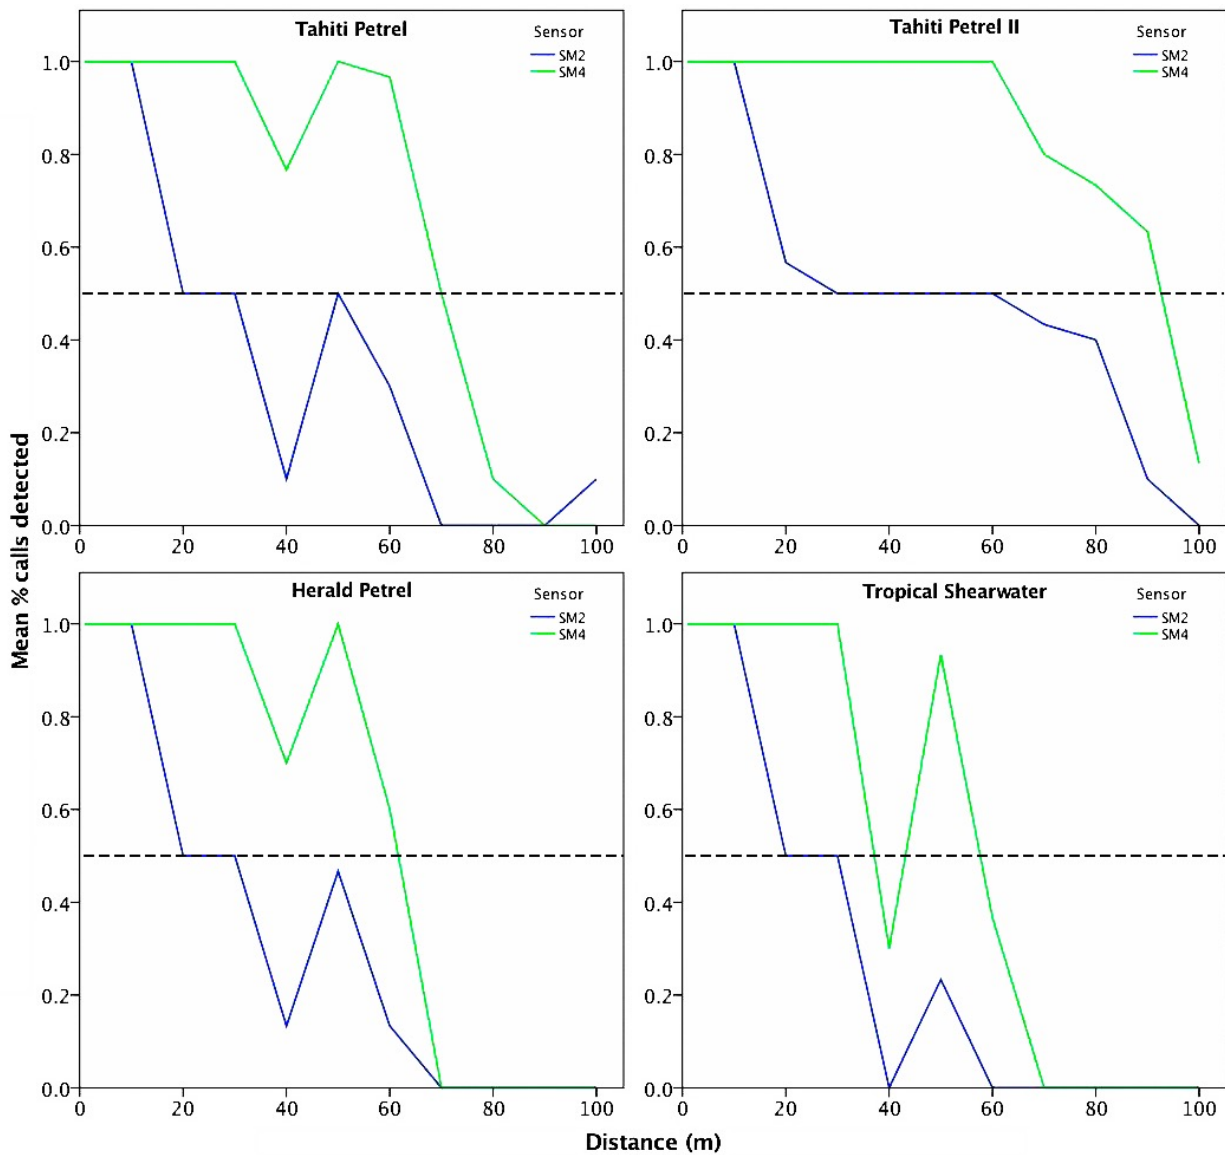 Tahiti Petrel
Sensor
SM2
SM4
1.0
0.8
0.6
0.4
0.2
0.0
0 20 40 60 80 100
Tahiti Petrel II
Sensor
SM2
SM4
1.0
0.8
0.6
0.4
0.2
0.0
0 20 40 60 80 100
Mean % calls detected
Herald Petrel
Sensor
SM2
SM4
1.0
0.8
0.6
0.4
0.2
0.0
0 20 40 60 80 100
Tropical Shearwater
Sensor
SM2
SM4
1.0
0.8
0.6
0.4
0.2
0.0
0 20 40 60 80 100
Distance (m)